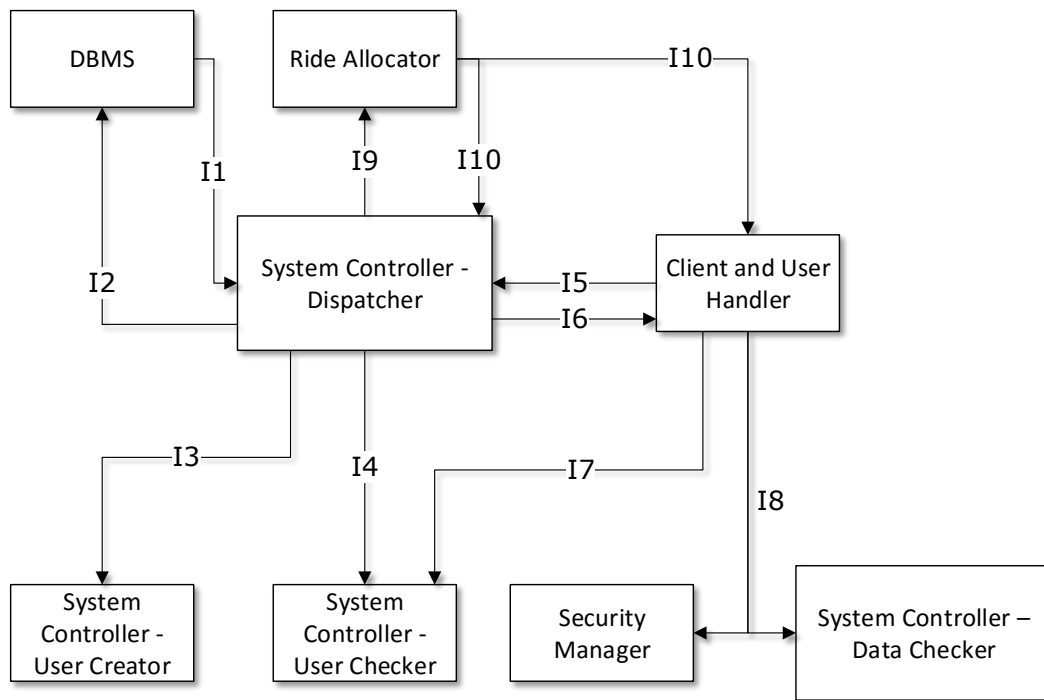 DBMS
Ride Allocator
I10
I1
I9
I10
I2
System Controller -
Dispatcher
I5
I6
Client and User
Handler
I3
I4
I7
I8
System
Controller -
User Creator
System
Controller -
User Checker
Security
Manager
System Controller –
Data Checker